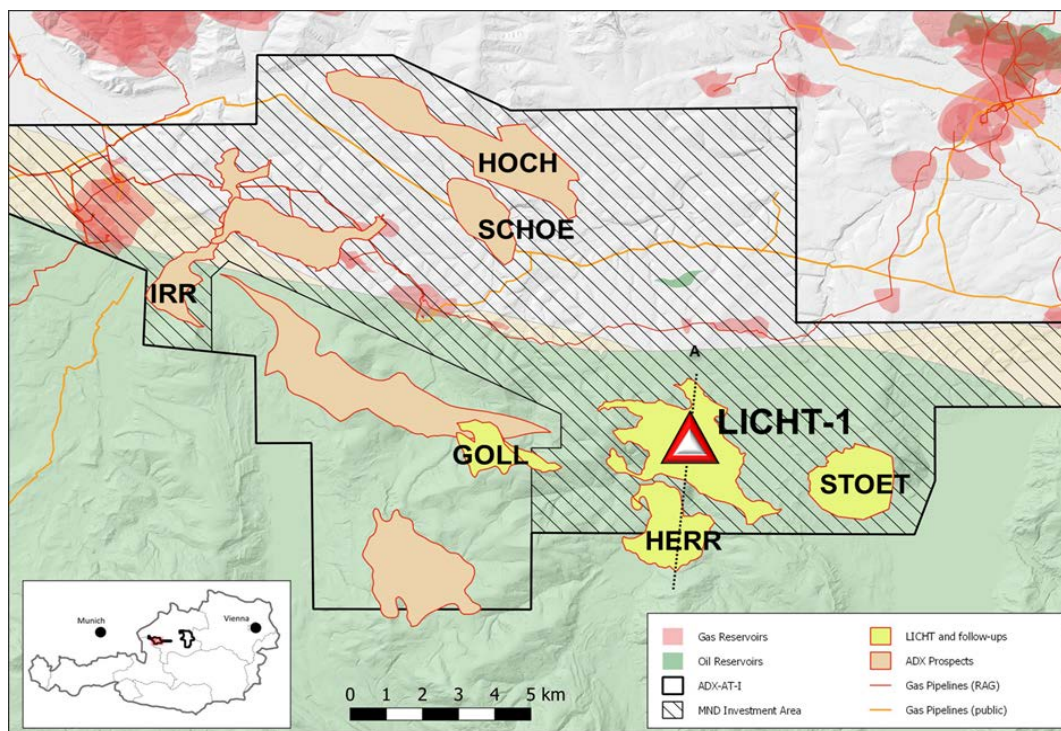 HOCH
SCHOE
IRR
A
LICHT-1
GOLL
STOET
HERR
Munich
Vienna
0 1 2 3 4 5 km
Gas Reservoirs
Oil Reservoirs
ADX-AT-I
MND Investment Area
LICHT and follow-ups
ADX Prospects
Gas Pipelines (RAG)
Gas Pipelines (public)